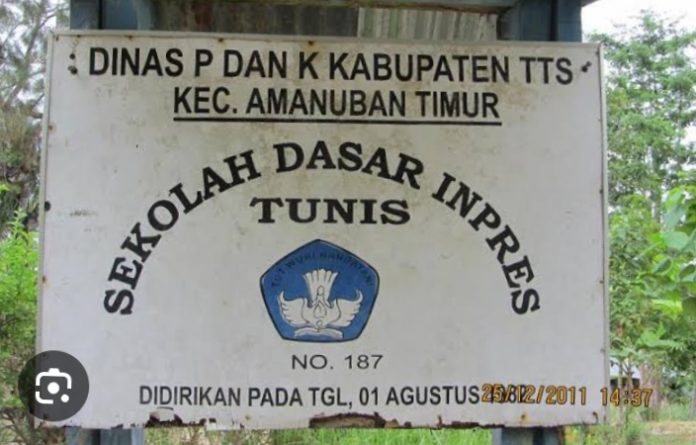 DINAS P DAN K KABUPATEN TTS
KEC. AMANUBAN TIMUR
SEKOLAH DASAR INPRES
TUNIS
TUT WURI HANDAYANI
NO. 187
DIDIRIKAN PADA TGL, 01 AGUSTUS
25/12/2011 14:37